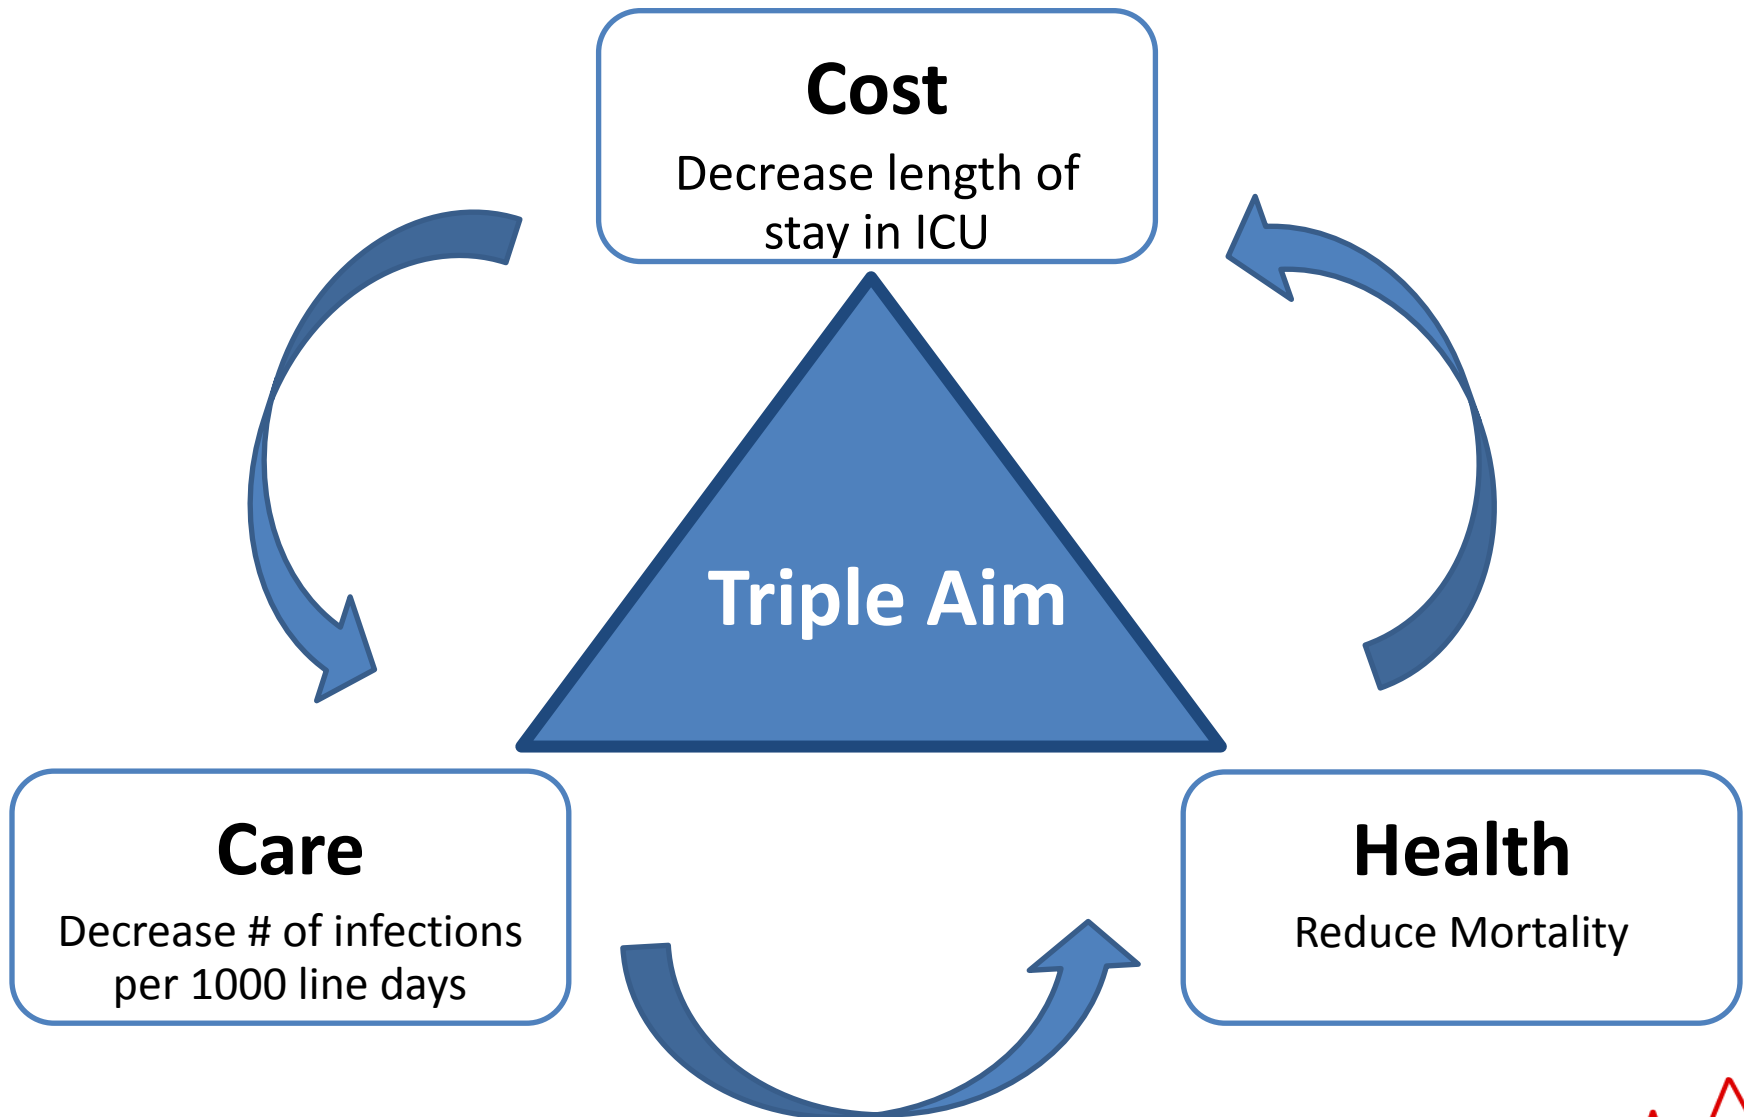 Cost
Decrease length of
stay in ICU
Triple Aim
Care
Decrease # of infections
per 1000 line days
Health
Reduce Mortality